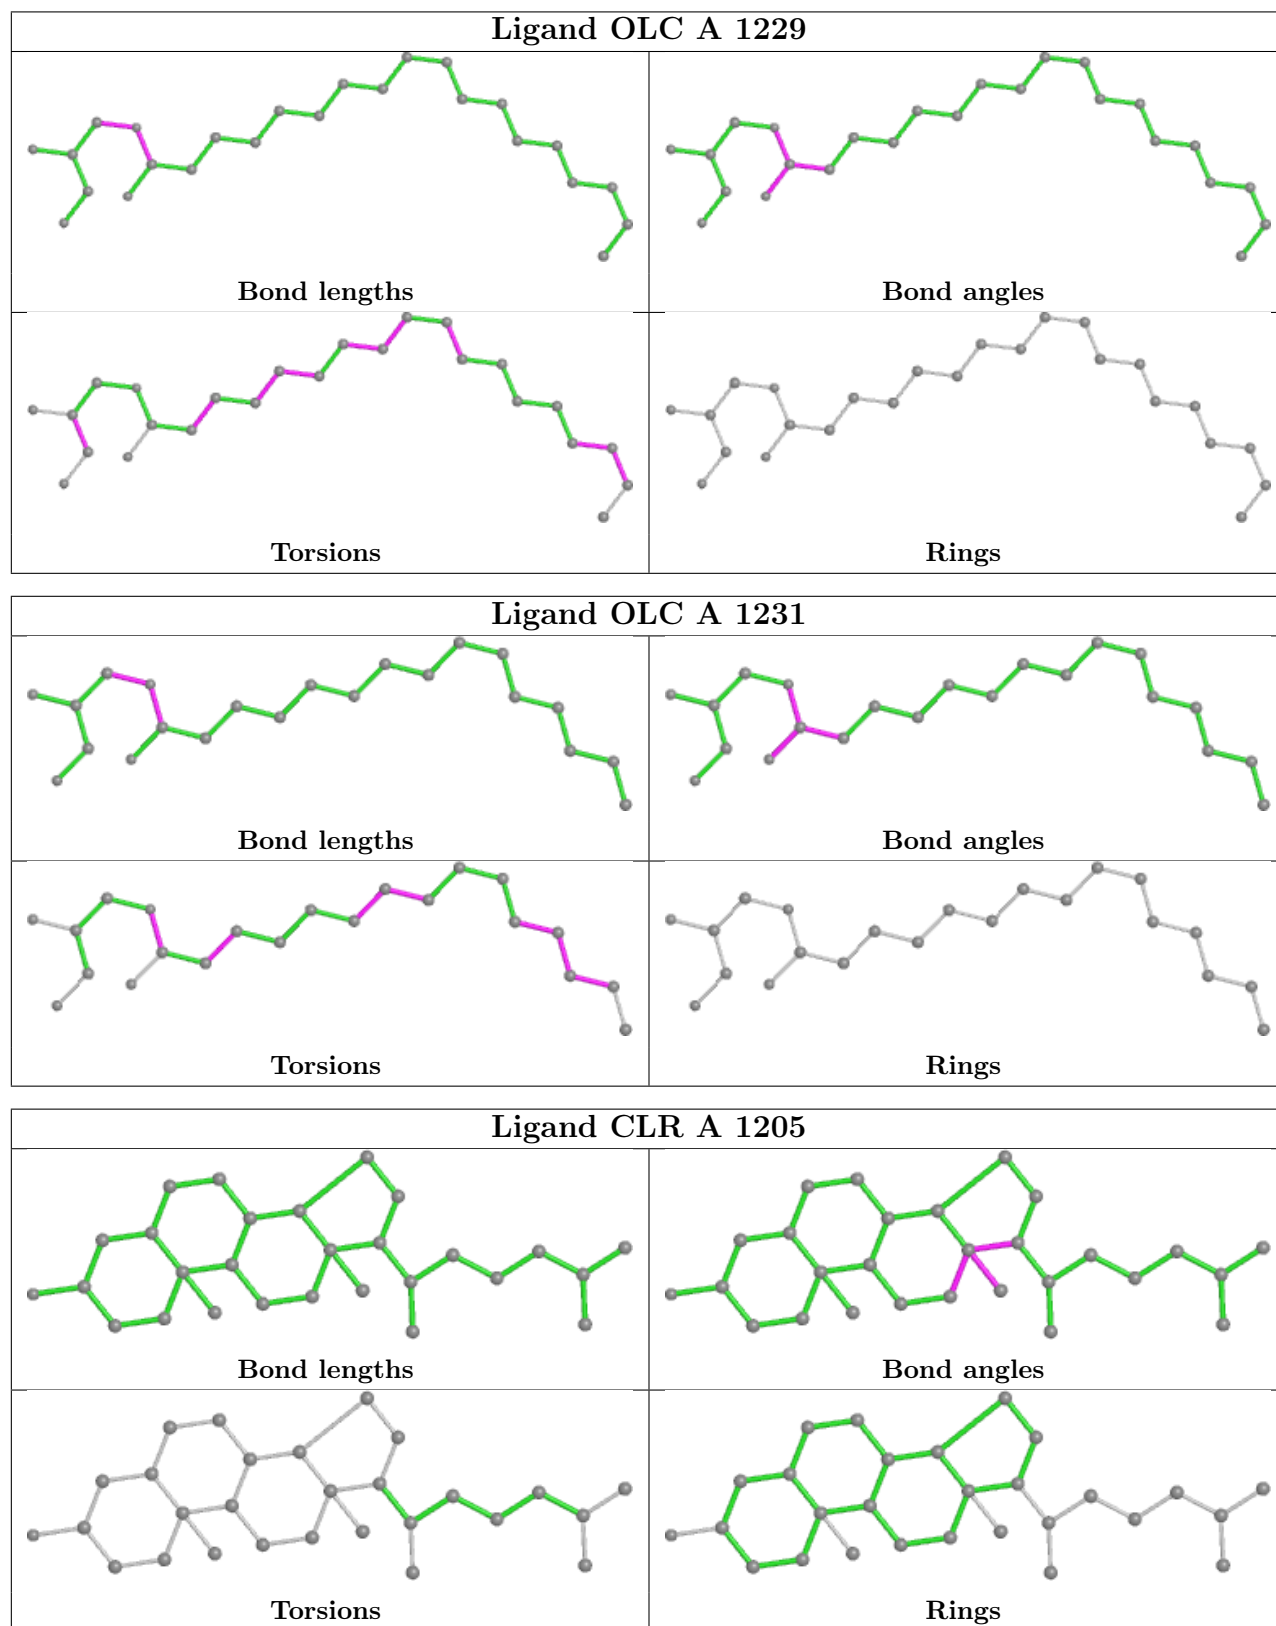 Ligand OLC A 1229
Bond lengths
Bond angles
Torsions
Rings
Ligand OLC A 1231
Bond lengths
Bond angles
Torsions
Rings
Ligand CLR A 1205
Bond lengths
Bond angles
Torsions
Rings